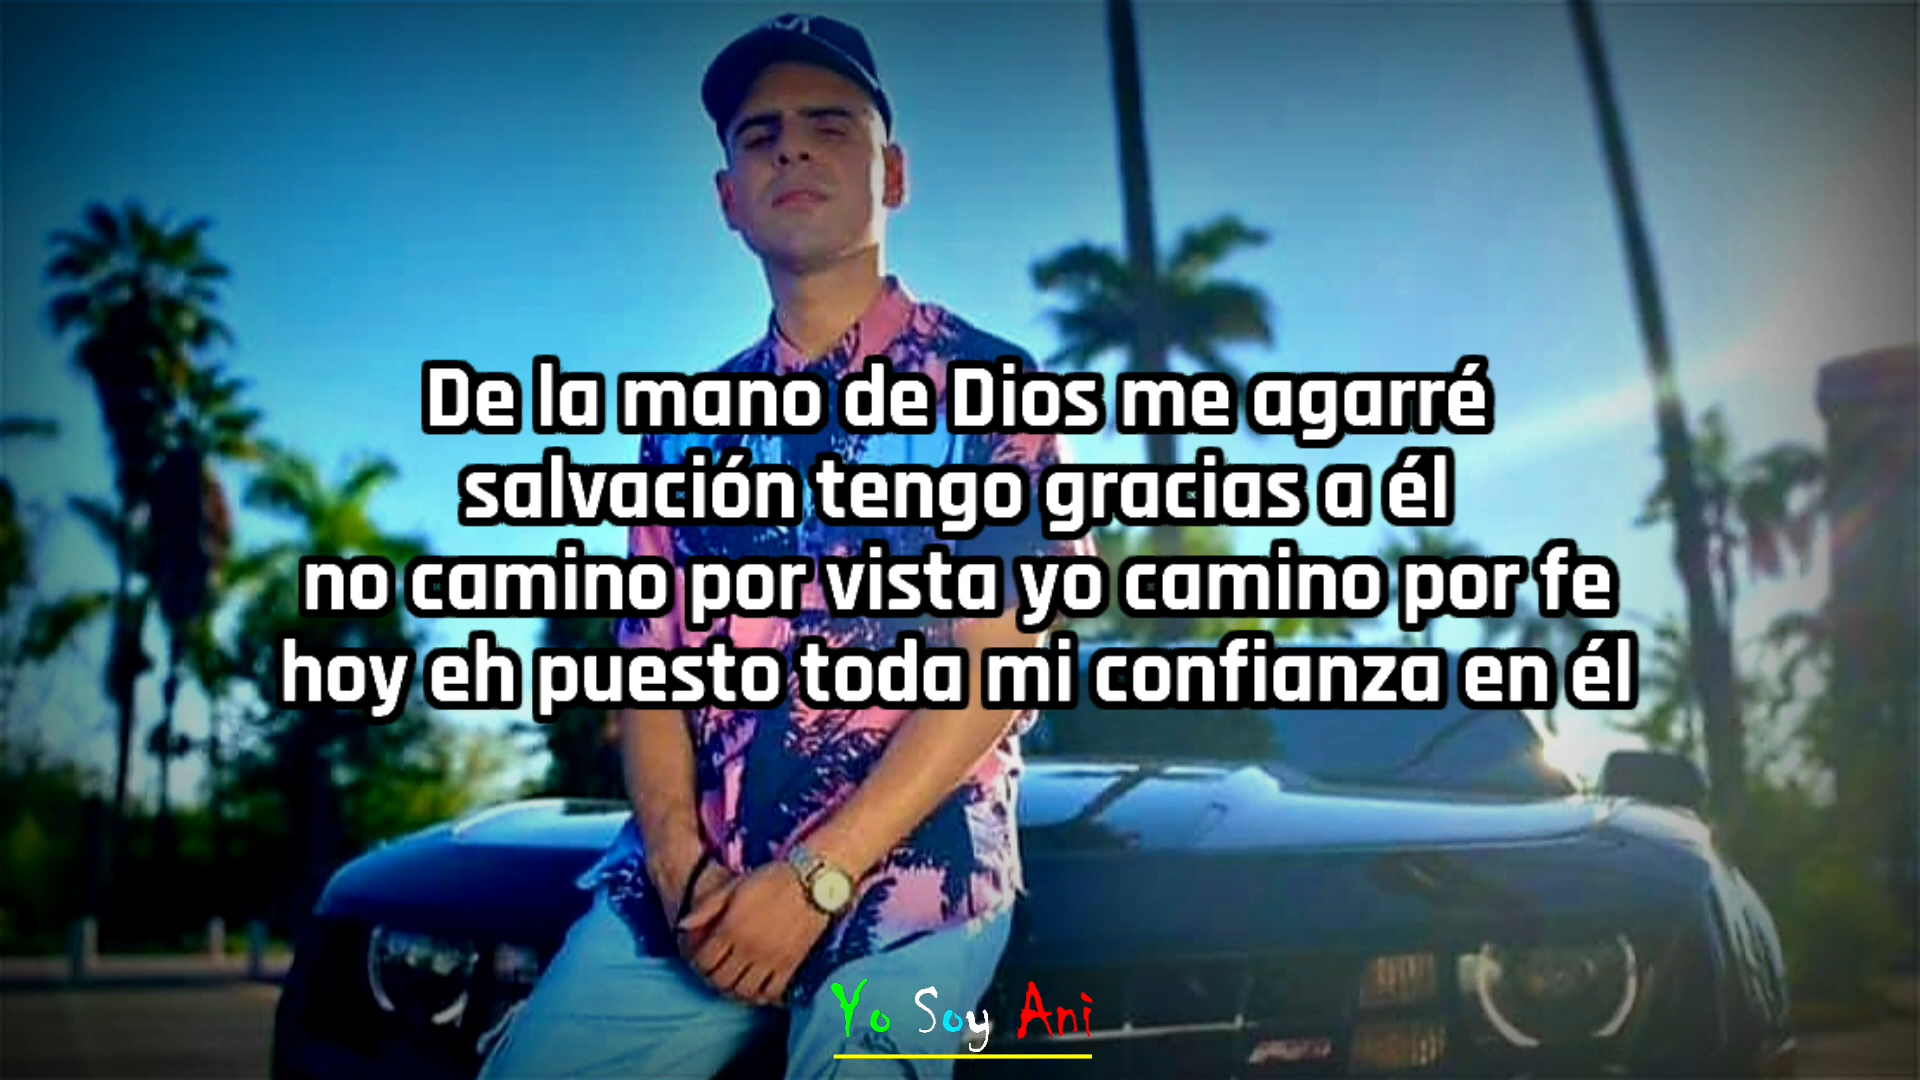 De la mano de Dios me agarré
salvación tengo gracias a él
no camino por vista yo camino por fe
hoy eh puesto toda mi confianza en él
Yo Soy Ani